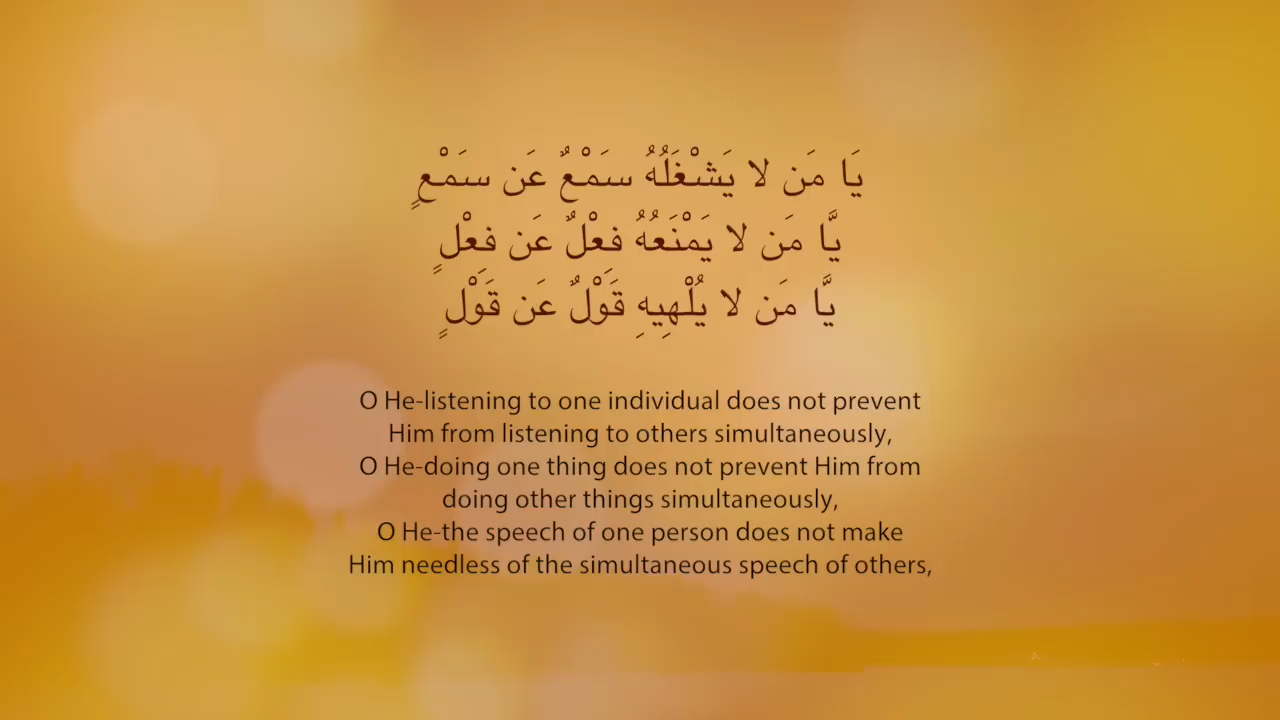 يَا مَن لا يَشْغَلُهُ سَمْعٌ عَن سَمْعٍ
يَّا مَن لا يَمْنَعُهُ فعْلٌ عَن فعْلٍ
يَّا مَن لا يُلْهِيهِ قَوْلٌ عَن قَوْلٍ
O He-listening to one individual does not prevent
Him from listening to others simultaneously,
O He-doing one thing does not prevent Him from
doing other things simultaneously,
O He-the speech of one person does not make
Him needless of the simultaneous speech of others,